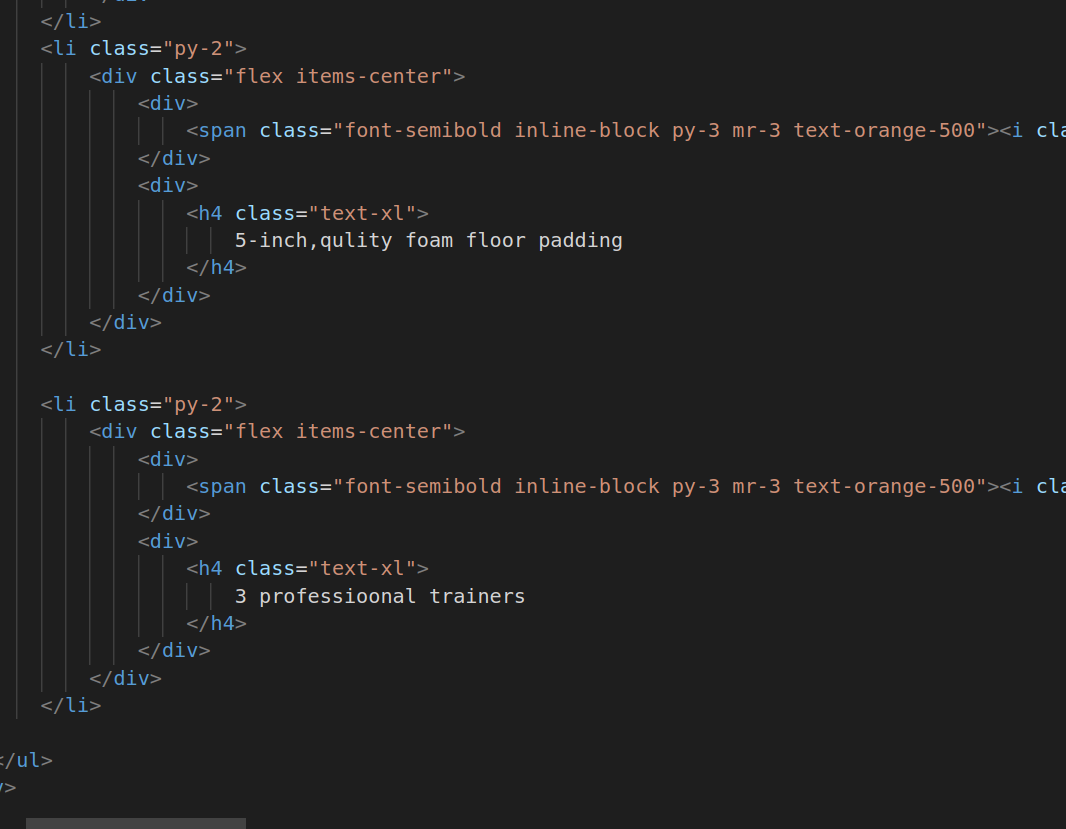 </li>
<li class="py-2">
<div class="flex items-center">
<div>
<span class="font-semibold inline-block py-3 mr-3 text-orange-500"><i cla
</div>
<div>
<h4 class="text-xl">
5-inch,qulity foam floor padding
</h4>
</div>
</div>
</li>
<li class="py-2">
<div class="flex items-center">
<div>
<span class="font-semibold inline-block py-3 mr-3 text-orange-500"><i cla
</div>
<div>
<h4 class="text-xl">
3 professioonal trainers
</h4>
</div>
</div>
</li>
</ul>
v>